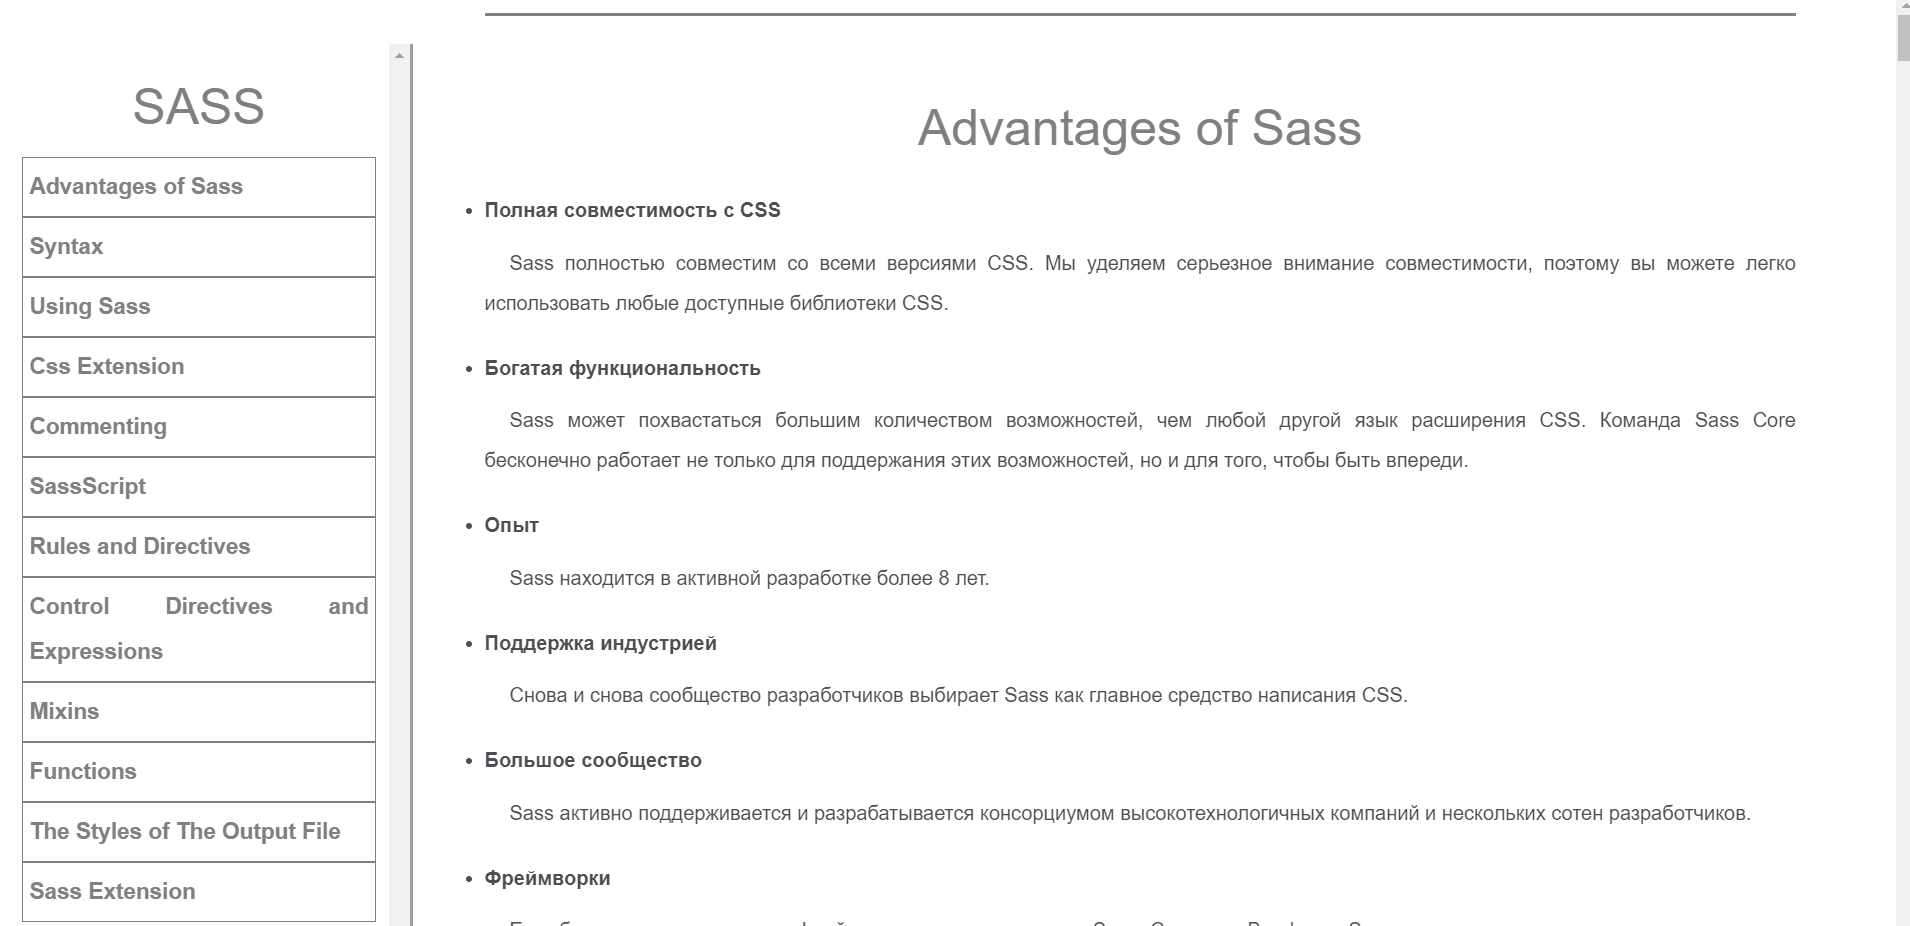 SASS
Advantages of Sass
Syntax
Using Sass
Css Extension
Commenting
SassScript
Rules and Directives
Control Directives and
Expressions
Mixins
Functions
The Styles of The Output File
Sass Extension
Advantages of Sass
Полная совместимость с CSS
Sass полностью совместим со всеми версиями CSS. Мы уделяем серьезное внимание совместимости, поэтому вы можете легко
использовать любые доступные библиотеки CSS.
Богатая функциональность
Sass может похвастаться большим количеством возможностей, чем любой другой язык расширения CSS. Команда Sass Core
бесконечно работает не только для поддержания этих возможностей, но и для того, чтобы быть впереди.
Опыт
Sass находится в активной разработке более 8 лет.
Поддержка индустрией
Снова и снова сообщество разработчиков выбирает Sass как главное средство написания CSS.
Большое сообщество
Sass активно поддерживается и разрабатывается консорциумом высокотехнологичных компаний и нескольких сотен разработчиков.
Фреймворки